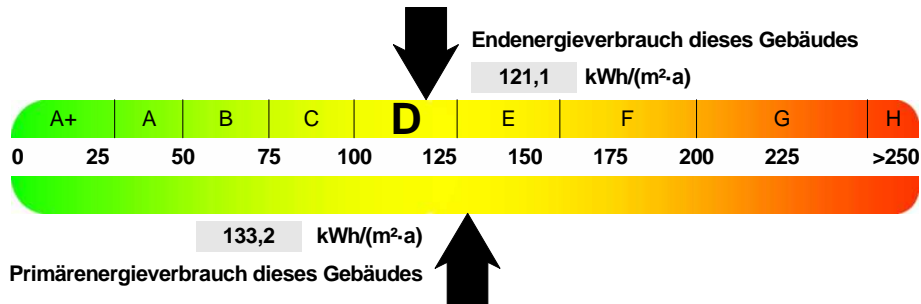 Endenergieverbrauch dieses Gebäudes
121,1 kWh/(m²·a)
A+ A B C D E F G H
0 25 50 75 100 125 150 175 200 225 >250
133,2 kWh/(m²·a)
Primärenergieverbrauch dieses Gebäudes